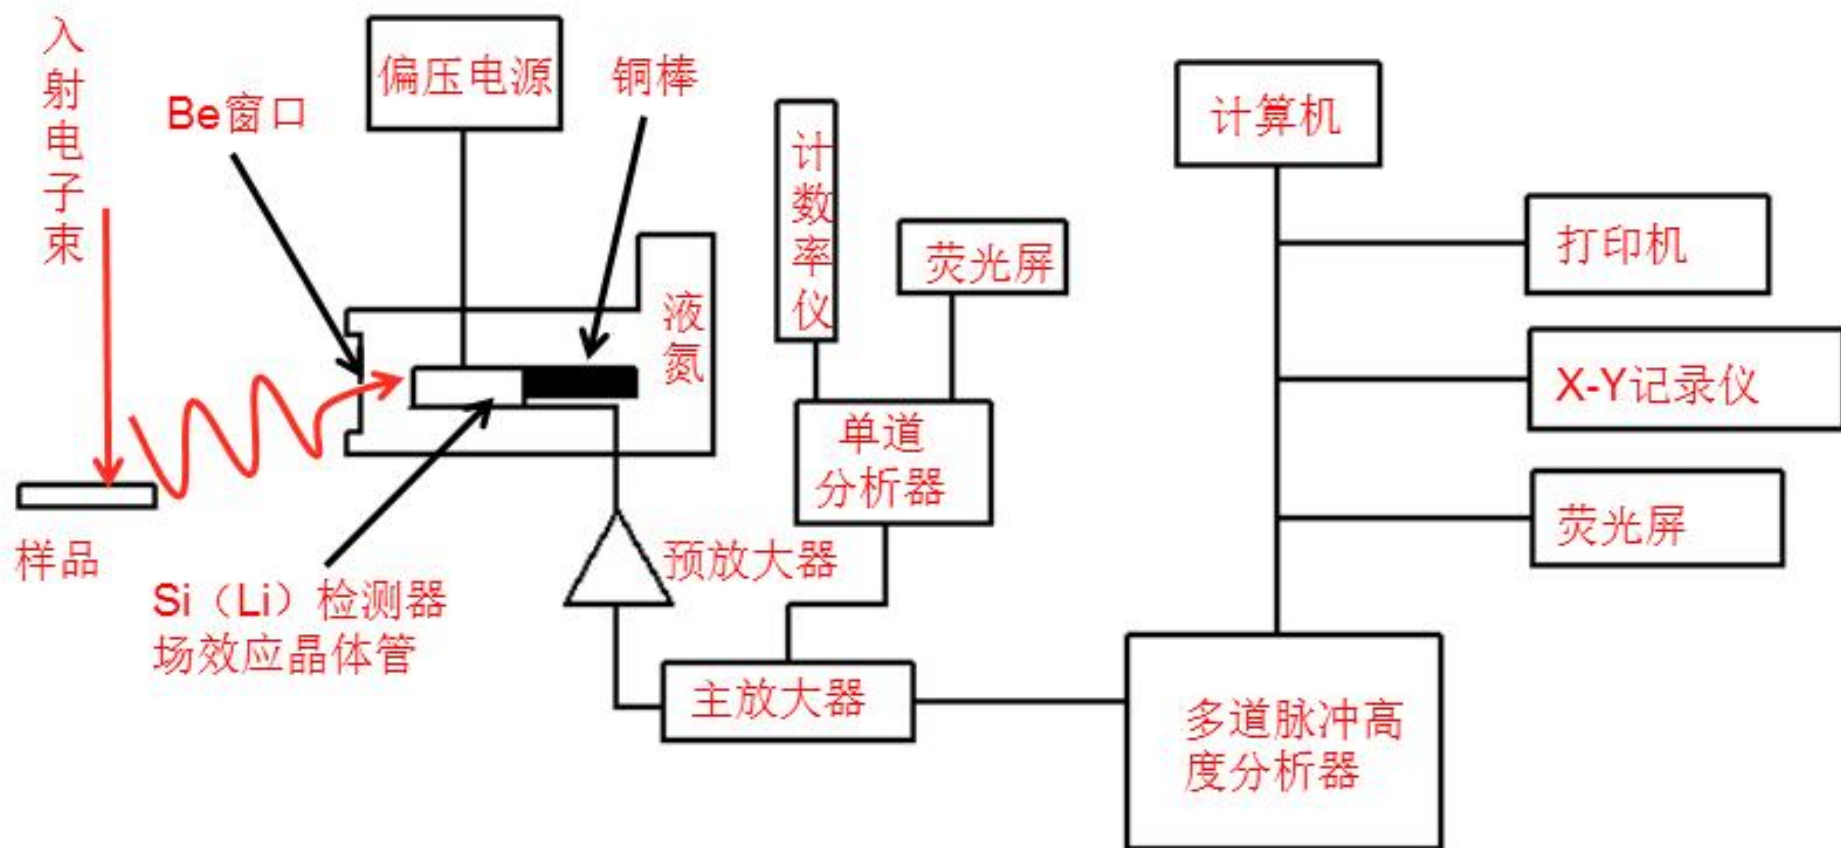 入射电子束
Be窗口
偏压电源
铜棒
计数率仪
荧光屏
计算机
打印机
X-Y记录仪
荧光屏
液氮
单道
分析器
样品
Si（Li）检测器
场效应晶体管
预放大器
主放大器
多道脉冲高
度分析器